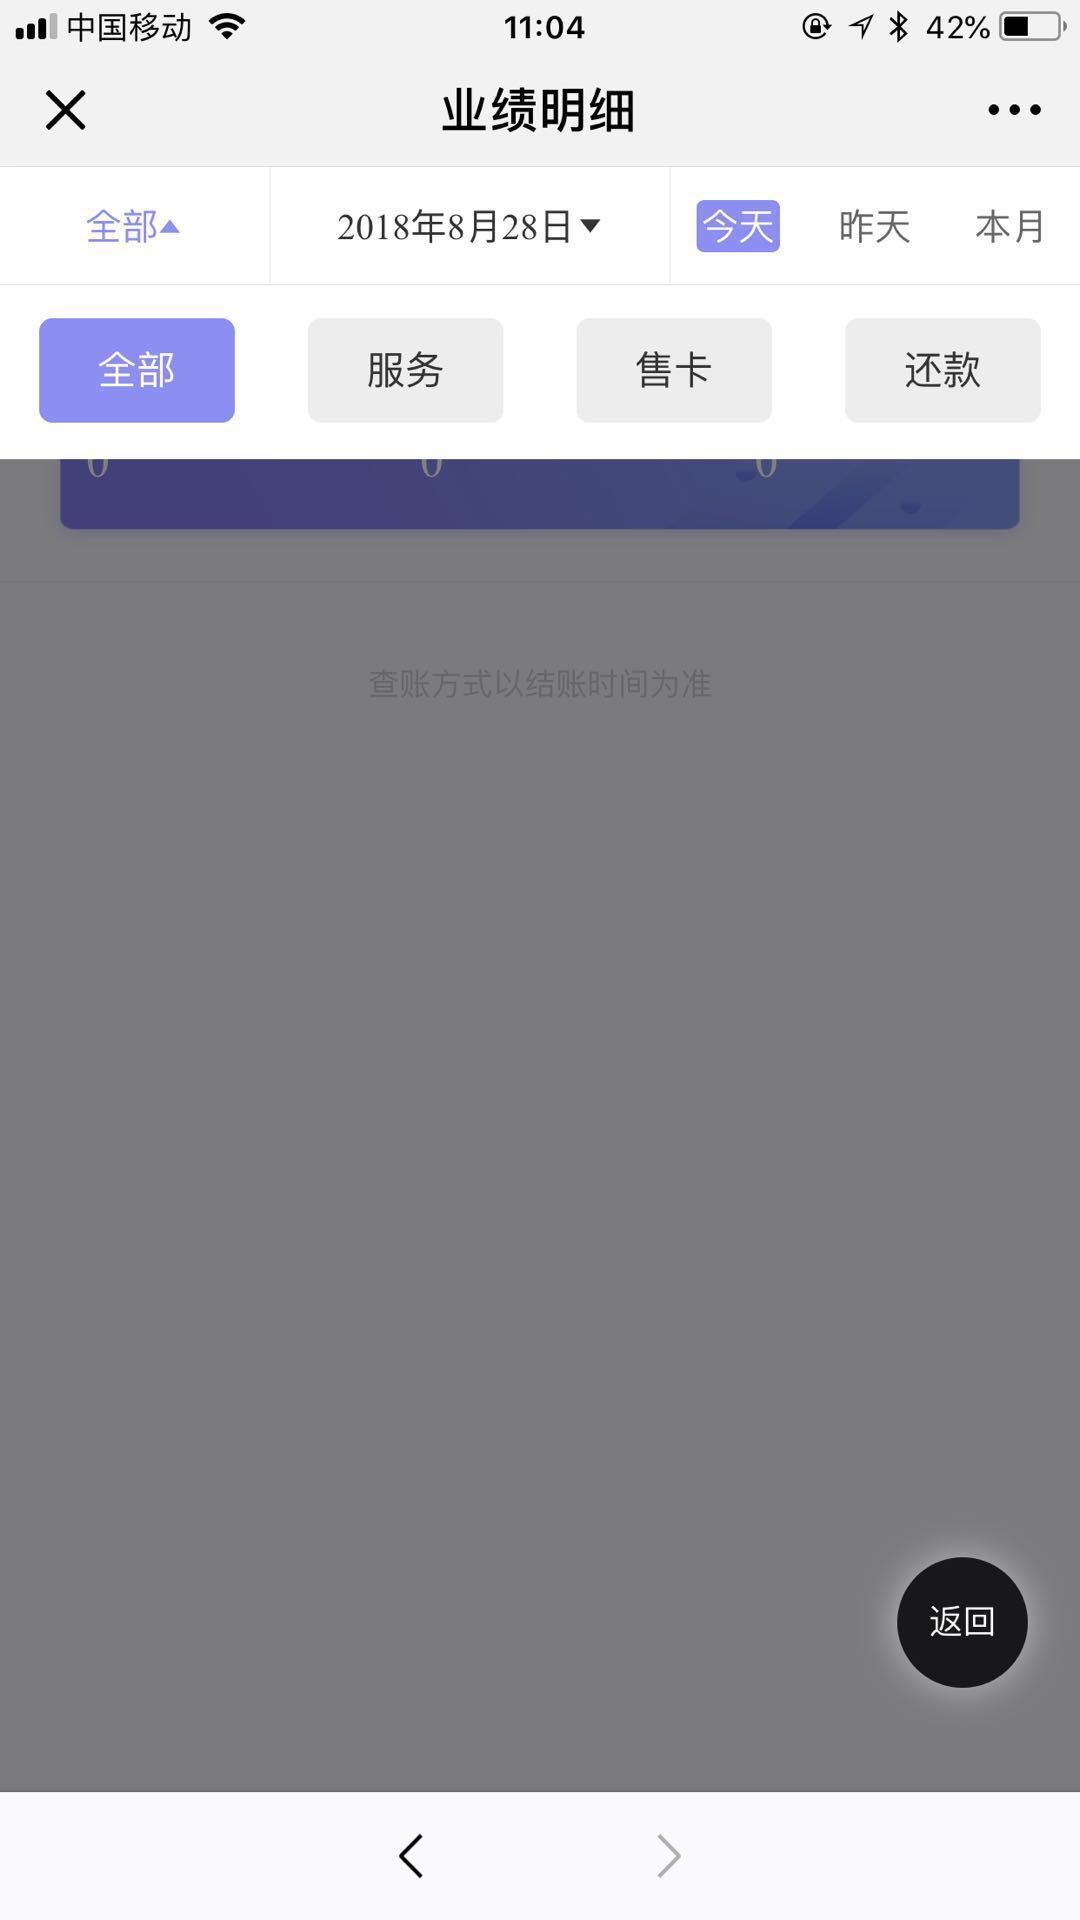 中国移动 11:04 42%
业绩明细
全部 2018年8月28日 今天 昨天 本月
全部 服务 售卡 还款
0 0 0
查账方式以结账时间为准
返回